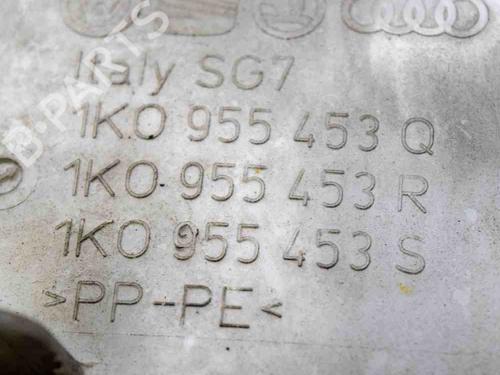 Italy SG7
1K0 955 453 Q
1K0 955 453 R
1K0 955 453 S
>PP-PE<
B-PARTS